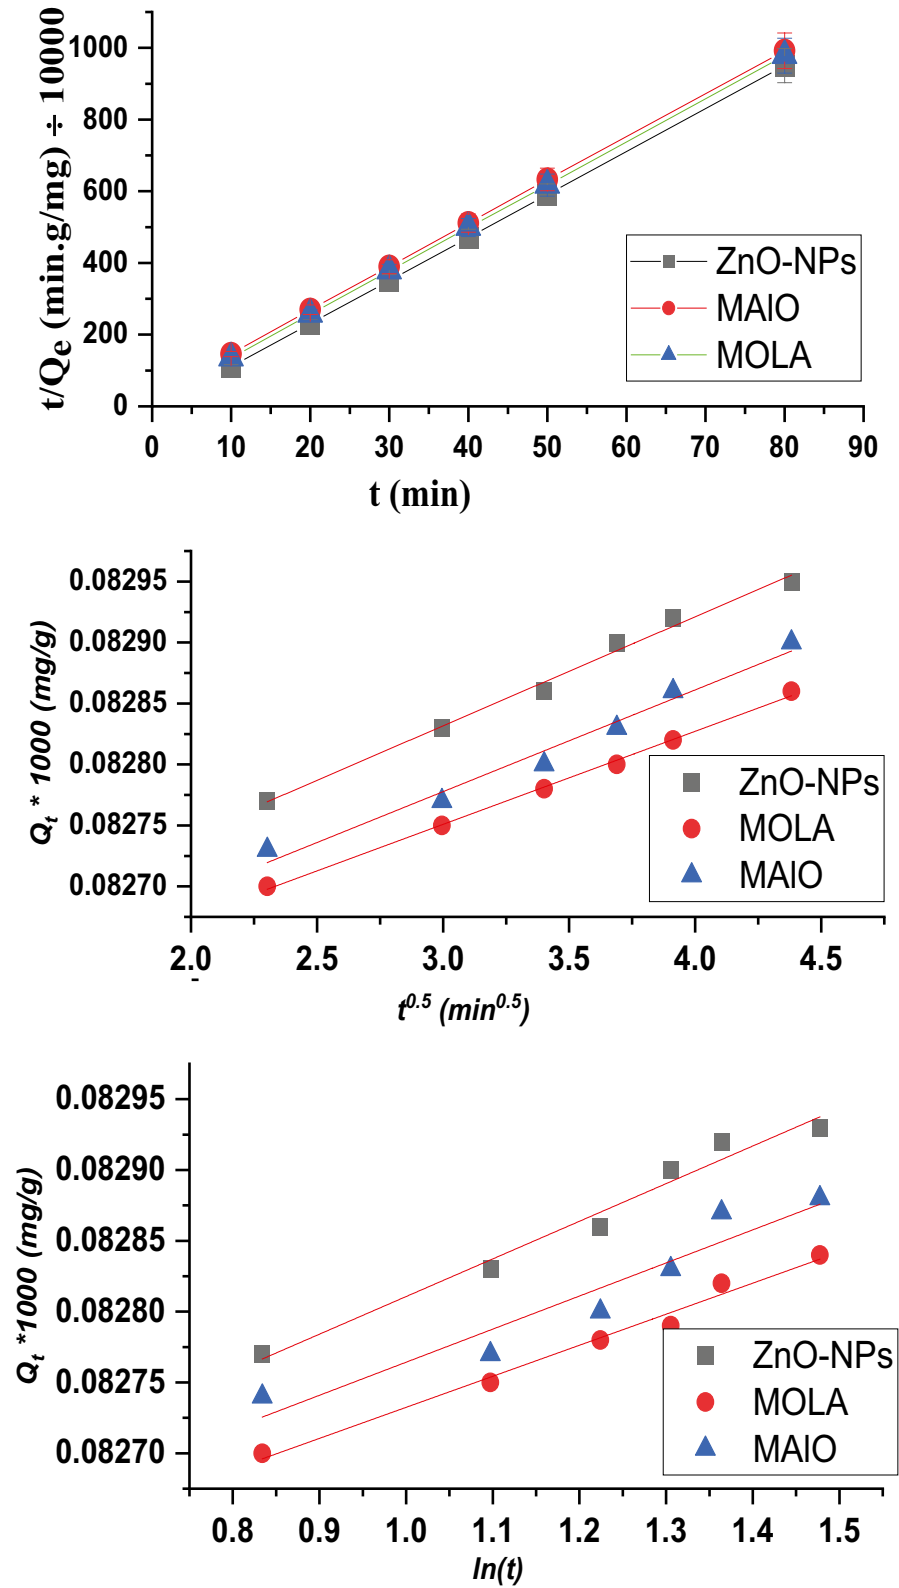 t/Qe (min.g/mg) ÷ 10000
1000
800
600
400
200
0
0 10 20 30 40 50 60 70 80 90
t (min)
ZnO-NPs
MAIO
MOLA
Qt * 1000 (mg/g)
0.08295
0.08290
0.08285
0.08280
0.08275
0.08270
2.0 2.5 3.0 3.5 4.0 4.5
-
t^0.5 (min^0.5)
ZnO-NPs
MOLA
MAIO
Qt *1000 (mg/g)
0.08295
0.08290
0.08285
0.08280
0.08275
0.08270
0.8 0.9 1.0 1.1 1.2 1.3 1.4 1.5
ln(t)
ZnO-NPs
MOLA
MAIO